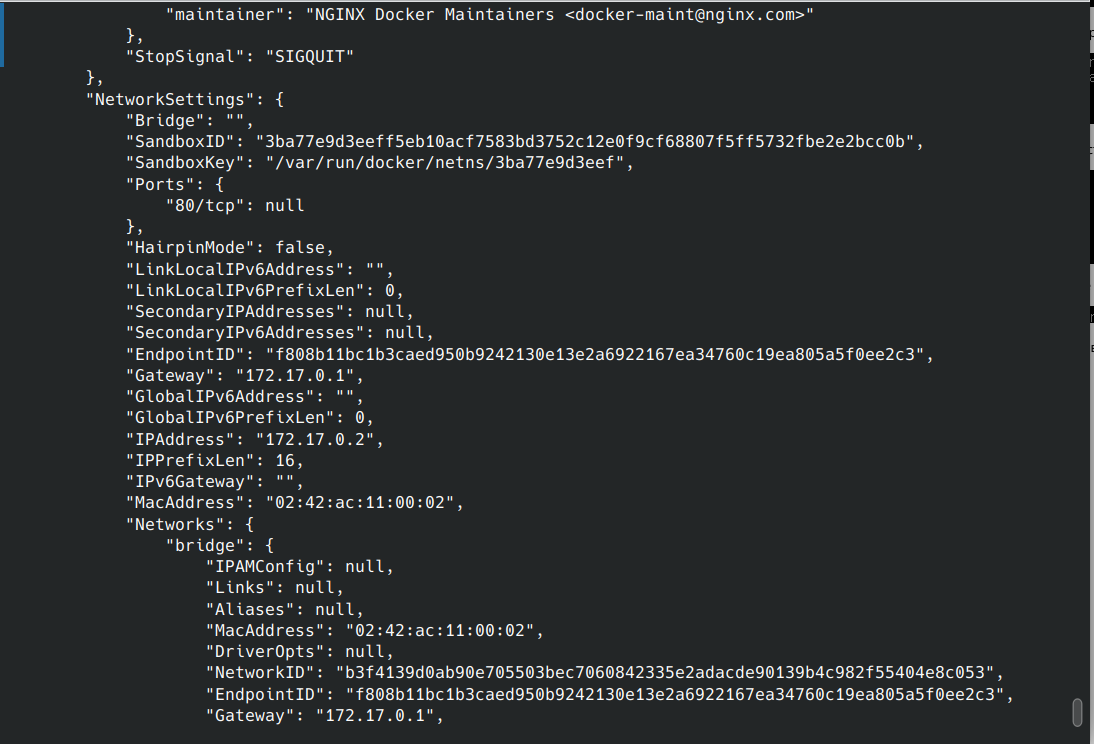 "maintainer": "NGINX Docker Maintainers <docker-maint@nginx.com>"
},
"StopSignal": "SIGQUIT"
},
"NetworkSettings": {
"Bridge": "",
"SandboxID": "3ba77e9d3eeff5eb10acf7583bd3752c12e0f9cf68807f5ff5732fbe2e2bcc0b",
"SandboxKey": "/var/run/docker/netns/3ba77e9d3eef",
"Ports": {
"80/tcp": null
},
"HairpinMode": false,
"LinkLocalIPv6Address": "",
"LinkLocalIPv6PrefixLen": 0,
"SecondaryIPAddresses": null,
"SecondaryIPv6Addresses": null,
"EndpointID": "f808b11bc1b3caed950b9242130e13e2a6922167ea34760c19ea805a5f0ee2c3",
"Gateway": "172.17.0.1",
"GlobalIPv6Address": "",
"GlobalIPv6PrefixLen": 0,
"IPAddress": "172.17.0.2",
"IPPrefixLen": 16,
"IPv6Gateway": "",
"MacAddress": "02:42:ac:11:00:02",
"Networks": {
"bridge": {
"IPAMConfig": null,
"Links": null,
"Aliases": null,
"MacAddress": "02:42:ac:11:00:02",
"DriverOpts": null,
"NetworkID": "b3f4139d0ab90e705503bec7060842335e2adacde90139b4c982f55404e8c053",
"EndpointID": "f808b11bc1b3caed950b9242130e13e2a6922167ea34760c19ea805a5f0ee2c3",
"Gateway": "172.17.0.1",